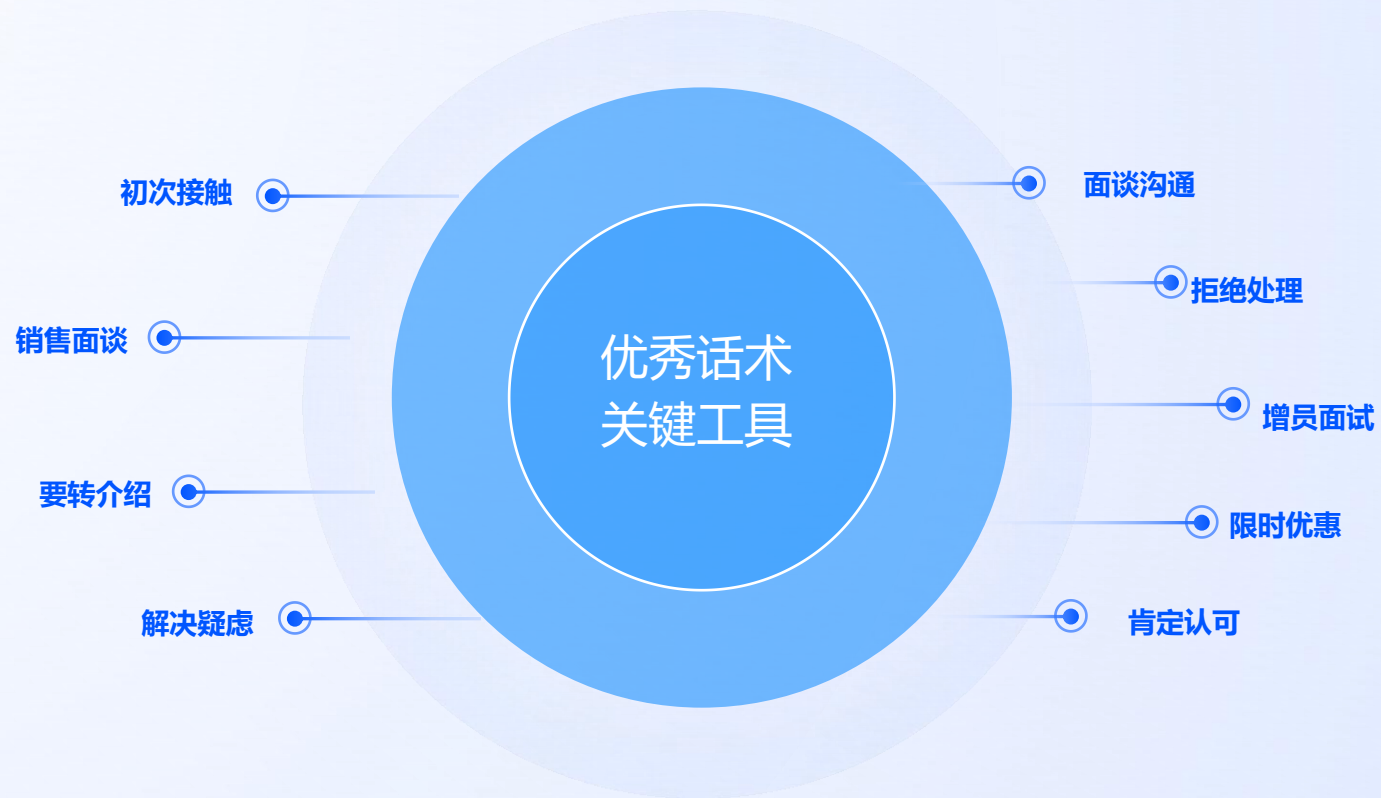 初次接触
销售面谈
要转介绍
解决疑虑
优秀话术
关键工具
面谈沟通
拒绝处理
增员面试
限时优惠
肯定认可